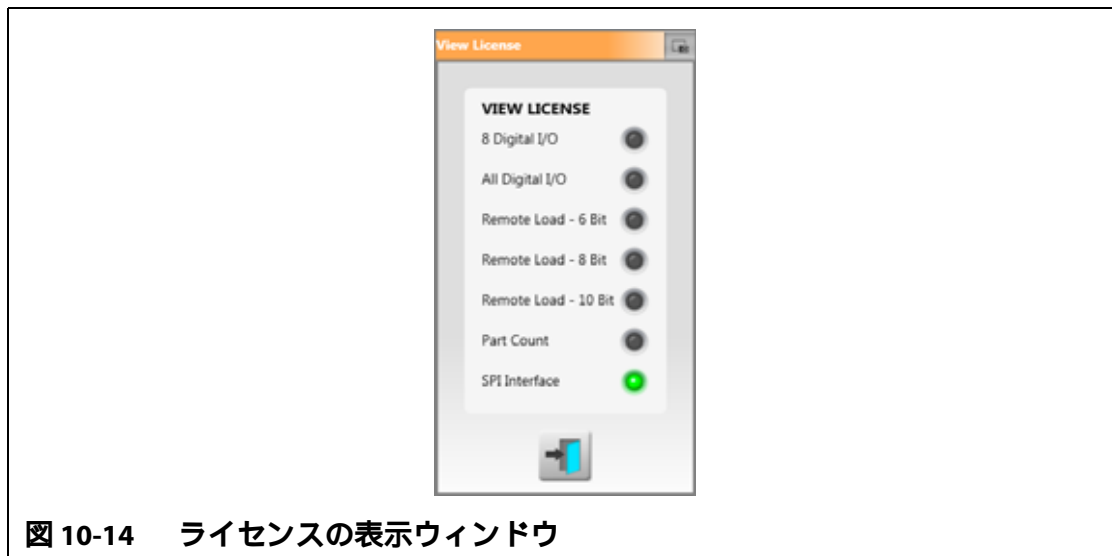 View License
VIEW LICENSE
8 Digital I/O
All Digital I/O
Remote Load - 6 Bit
Remote Load - 8 Bit
Remote Load - 10 Bit
Part Count
SPI Interface
図 10-14 ライセンスの表示ウィンドウ